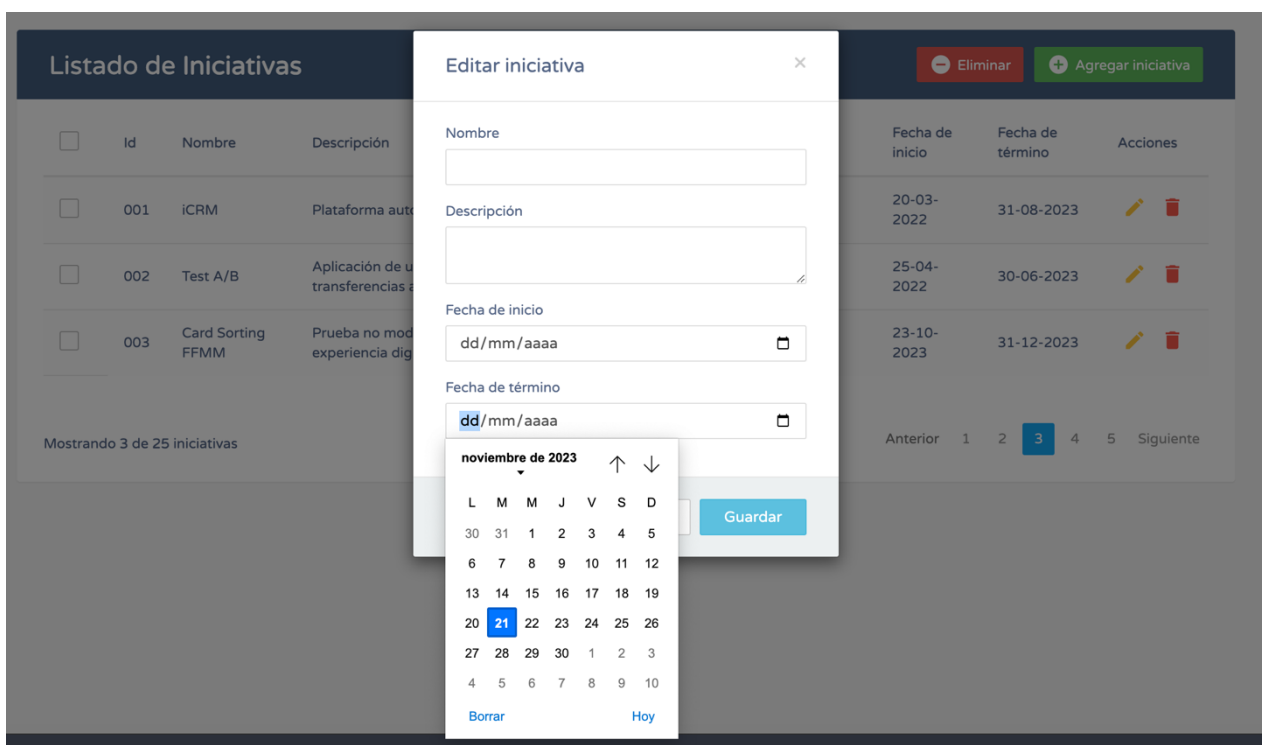 Listado de Iniciativas
Eliminar
Agregar iniciativa
Id
Nombre
Descripción
Fecha de
inicio
Fecha de
término
Acciones
001
iCRM
Plataforma
20-03-
2022
31-08-2023
002
Test A/B
Aplicación de
transferencias
25-04-
2022
30-06-2023
003
Card Sorting
FFMM
Prueba no
experiencia
23-10-
2023
31-12-2023
Mostrando 3 de 25 iniciativas
Anterior 1 2 3 4 5 Siguiente
Editar iniciativa
×
Nombre
Descripción
Fecha de inicio
dd/mm/aaaa
Fecha de término
dd/mm/aaaa
noviembre de 2023
L M M J V S D
30 31 1 2 3 4 5
6 7 8 9 10 11 12
13 14 15 16 17 18 19
20 21 22 23 24 25 26
27 28 29 30 1 2 3
4 5 6 7 8 9 10
Borrar
Hoy
Guardar